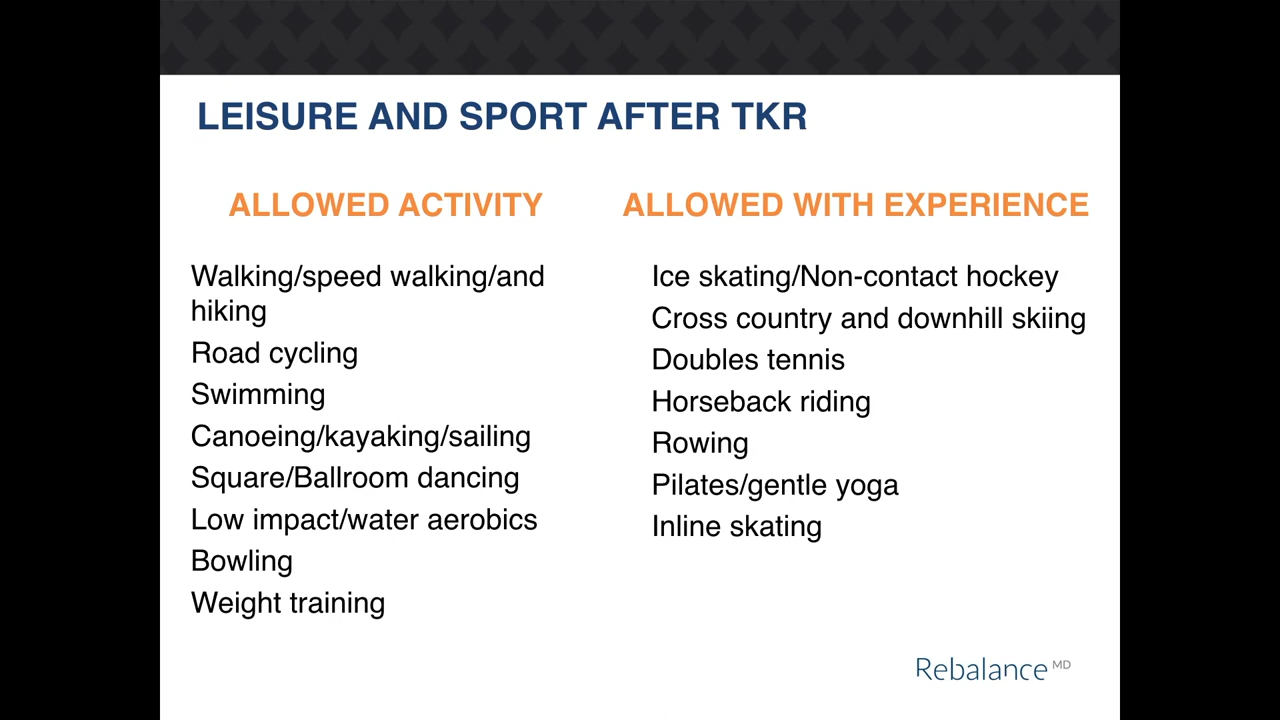 LEISURE AND SPORT AFTER TKR
ALLOWED ACTIVITY
Walking/speed walking/and
hiking
Road cycling
Swimming
Canoeing/kayaking/sailing
Square/Ballroom dancing
Low impact/water aerobics
Bowling
Weight training
ALLOWED WITH EXPERIENCE
Ice skating/Non-contact hockey
Cross country and downhill skiing
Doubles tennis
Horseback riding
Rowing
Pilates/gentle yoga
Inline skating
Rebalance MD